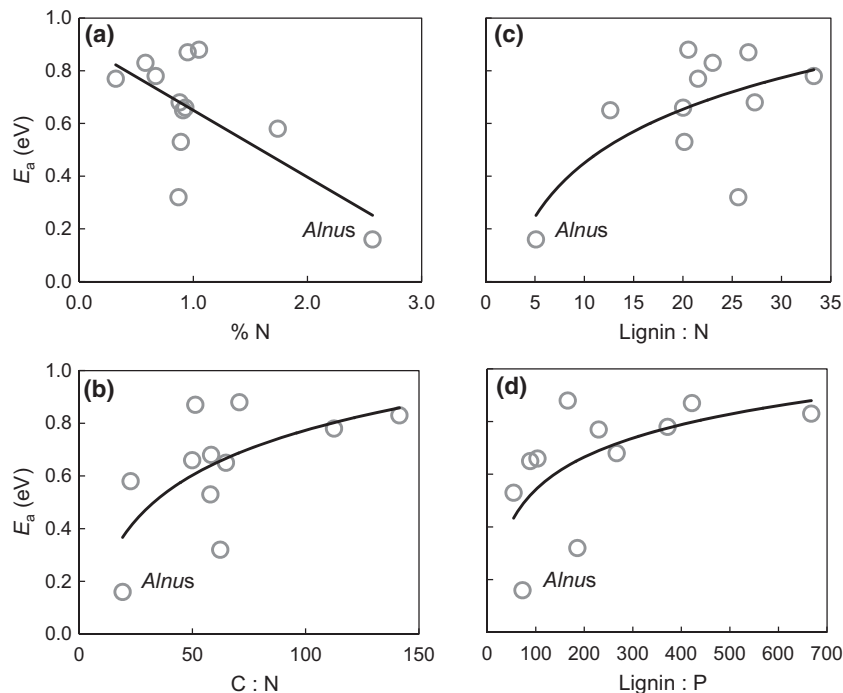 (a)
1.0
0.8
0.6
0.4
0.2
0.0
Ea (eV)
Alnus
0.0 1.0 2.0 3.0
% N
(c)
Alnus
0 5 10 15 20 25 30 35
Lignin : N
(b)
1.0
0.8
0.6
0.4
0.2
0.0
Ea (eV)
Alnus
0 50 100 150
C : N
(d)
Alnus
0 100 200 300 400 500 600 700
Lignin : P